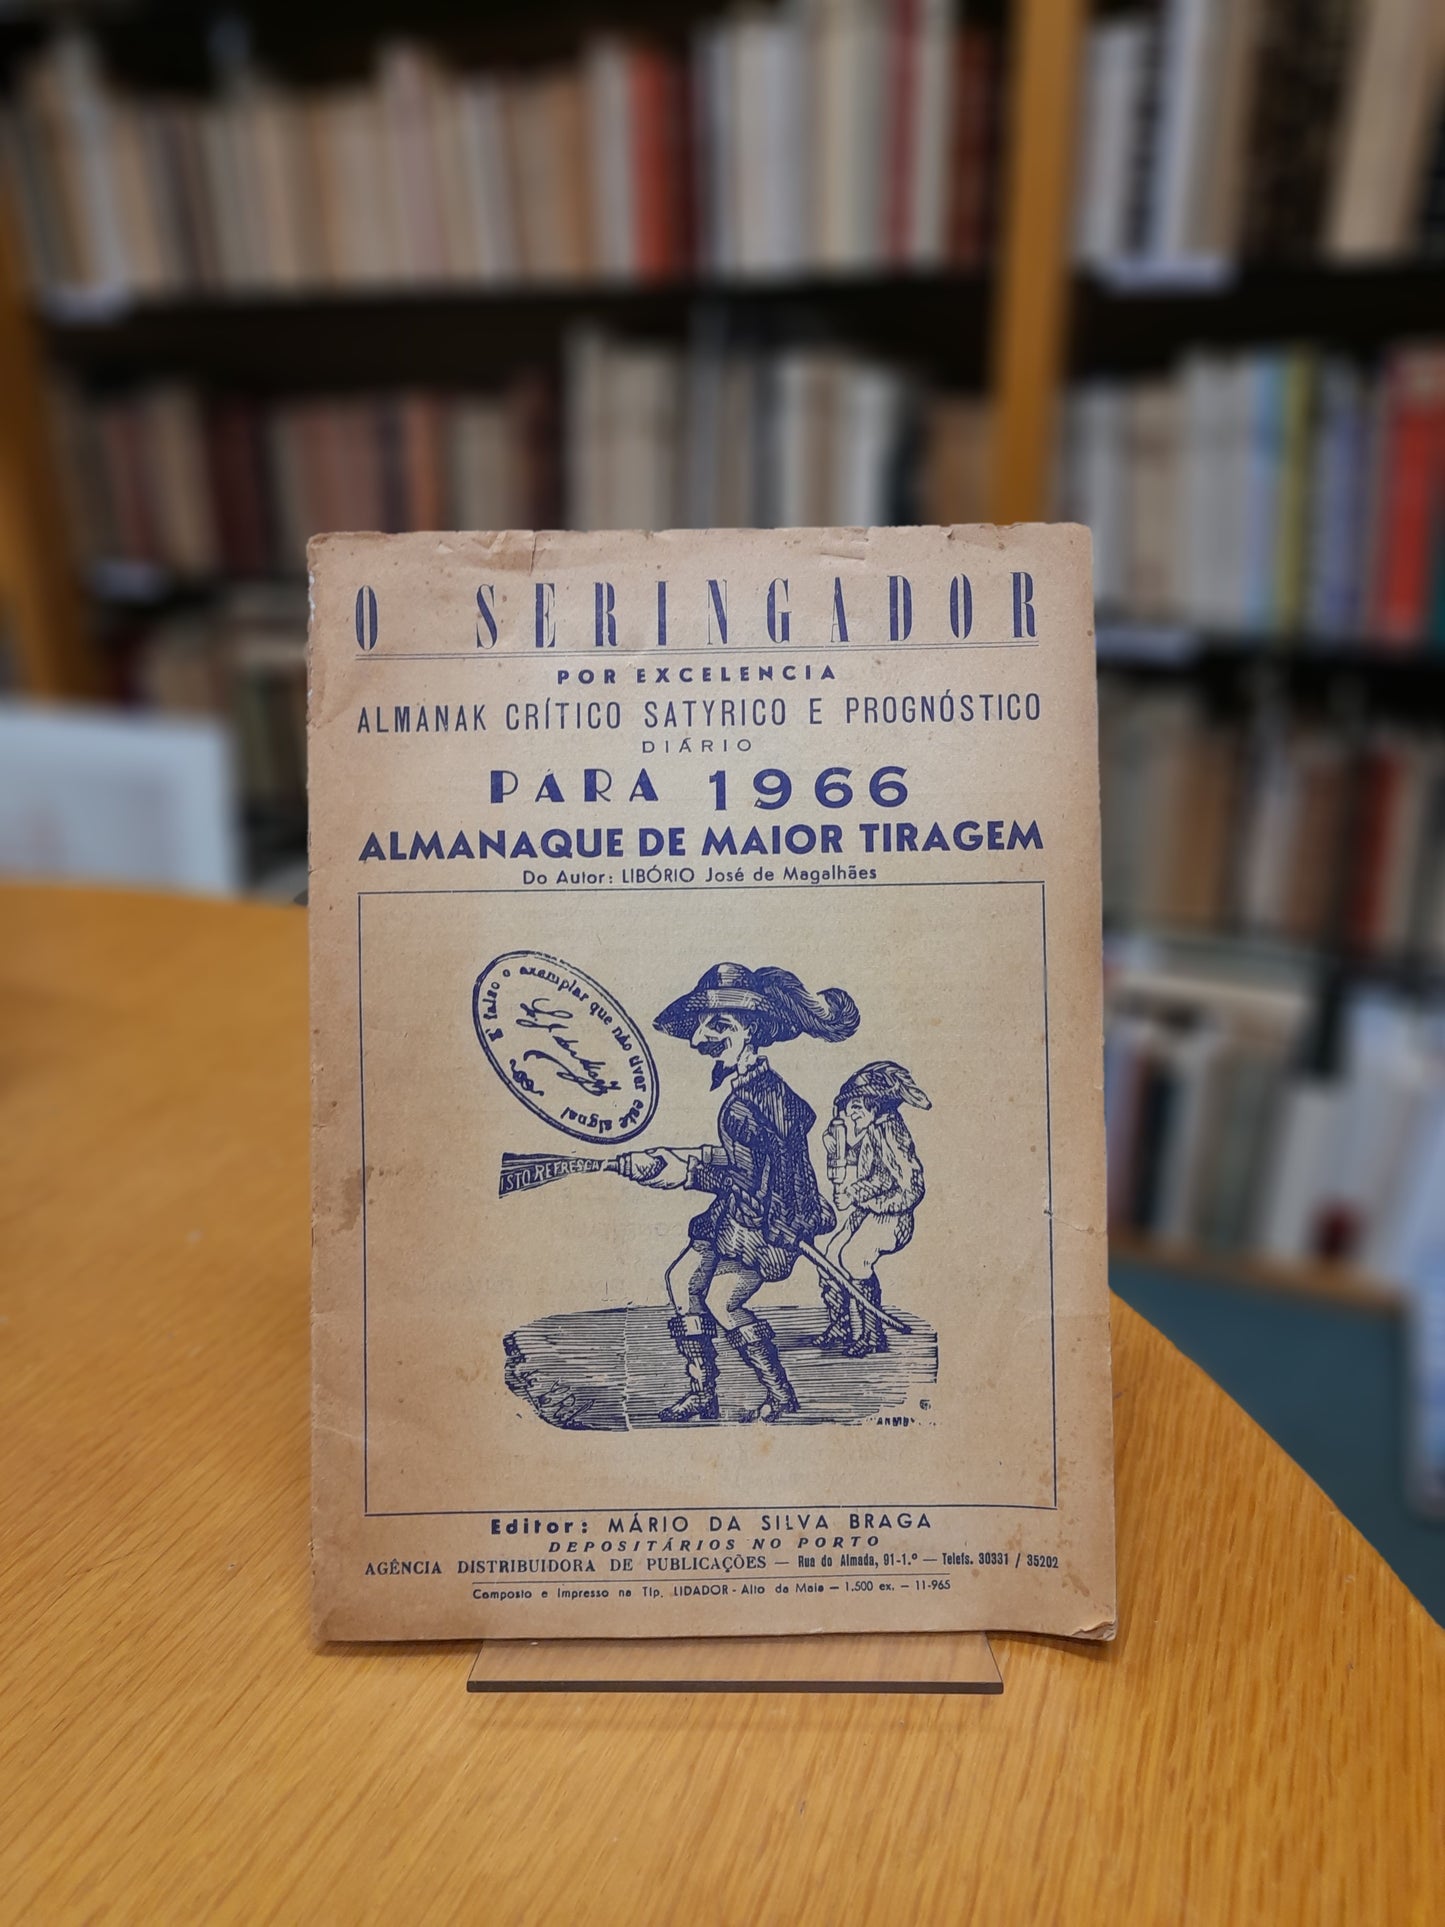 O SERINGADOR
POR EXCELENCIA
ALMANAK CRÍTICO SATYRICO E PROGNÓSTICO
DIÁRIO
PARA 1966
ALMANAQUE DE MAIOR TIRAGEM
Do Autor: LIBÓRIO José de Magalhães
E' falso o exemplar que não tiver este signal
ISTO REFRESCA
Editor: MÁRIO DA SILVA BRAGA
DEPOSITÁRIOS NO PORTO
AGÊNCIA DISTRIBUIDORA DE PUBLICAÇÕES — Rua do Almada, 91-1.º — Telefs. 30331 / 35202
Composto e Impresso na Tip. LIDADOR - Alto da Maia — 1.500 ex. — 11-965